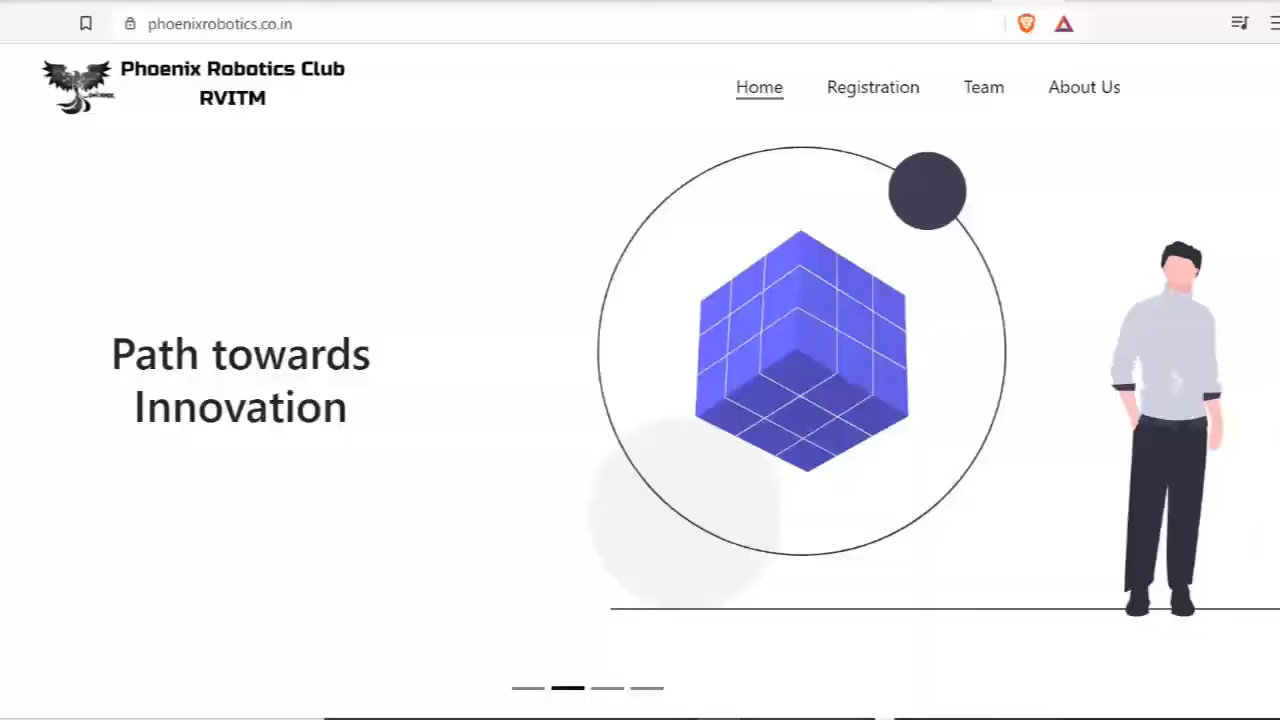 phoenixrobotics.co.in
Phoenix Robotics Club
RVITM
Home
Registration
Team
About Us
Path towards
Innovation